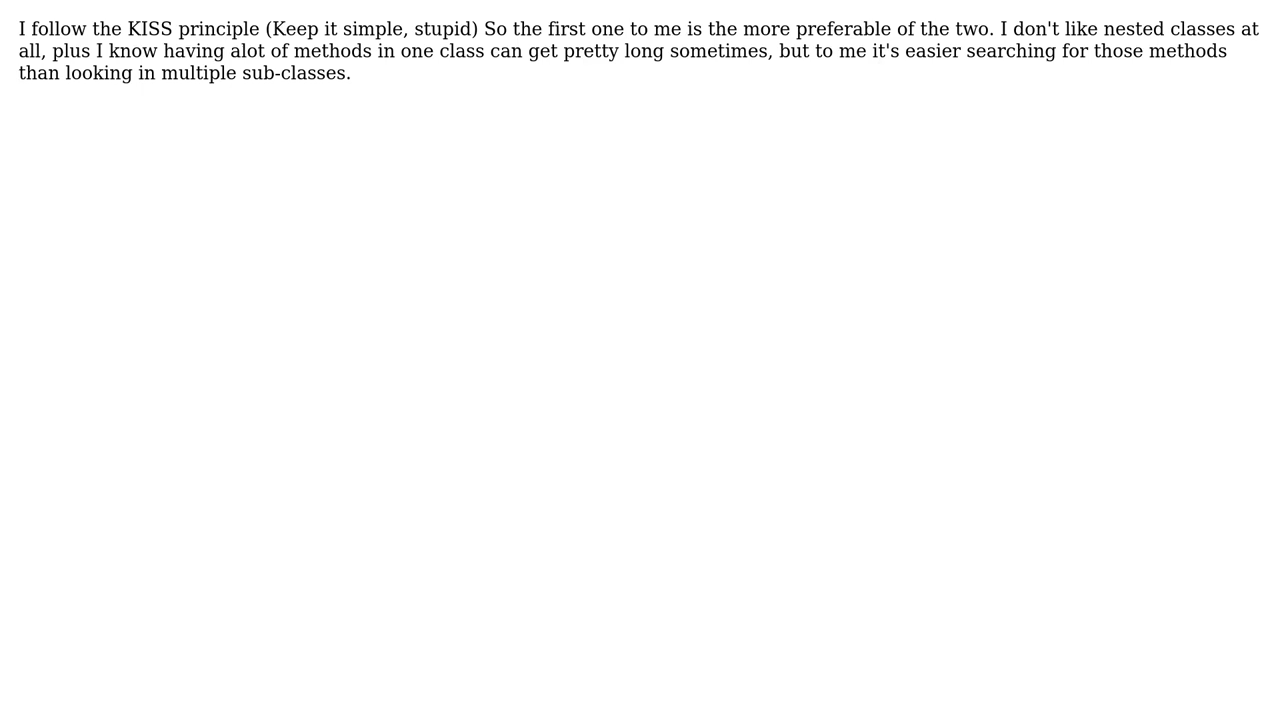 I follow the KISS principle (Keep it simple, stupid) So the first one to me is the more preferable of the two. I don't like nested classes at
all, plus I know having alot of methods in one class can get pretty long sometimes, but to me it's easier searching for those methods
than looking in multiple sub-classes.